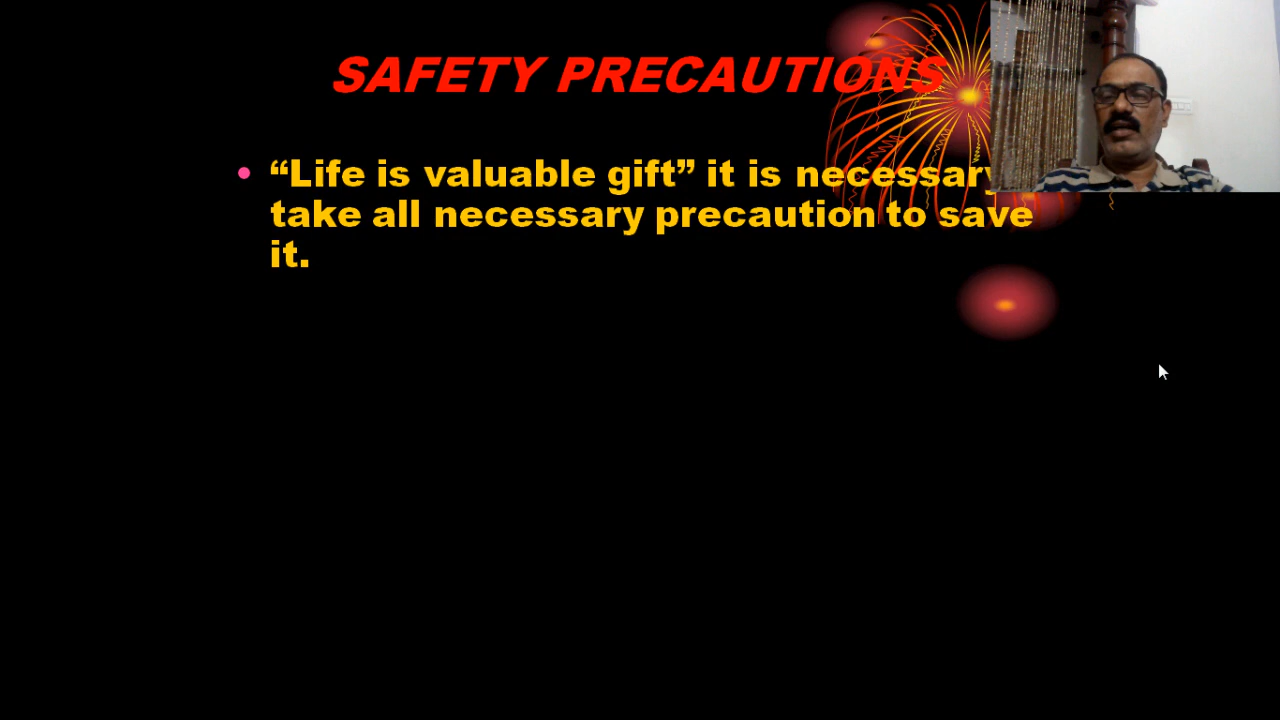 SAFETY PRECAUTIONS
• “Life is valuable gift” it is necessary
take all necessary precaution to save
it.